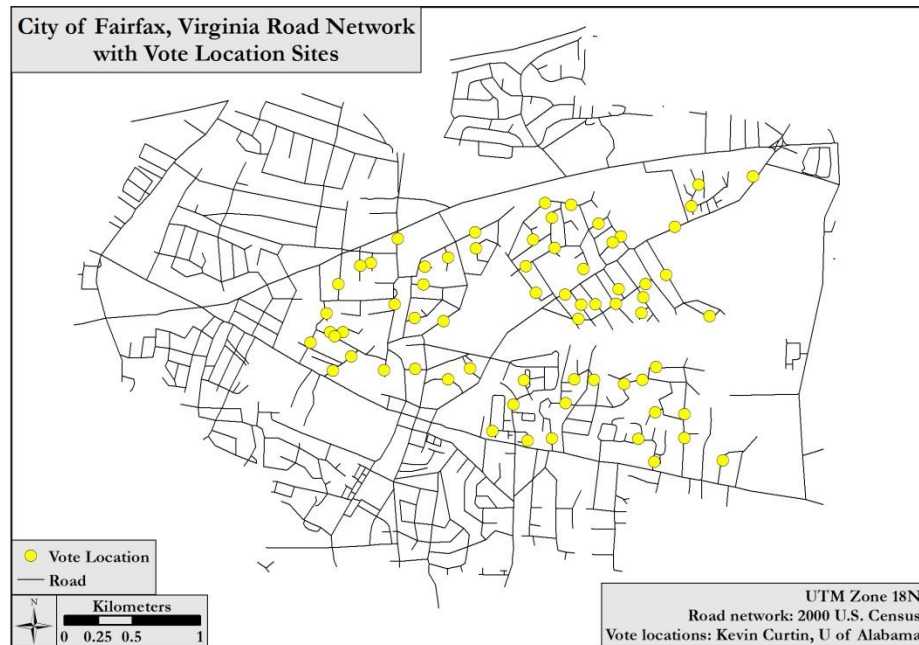 City of Fairfax, Virginia Road Network
with Vote Location Sites
Vote Location
Road
N
Kilometers
0 0.25 0.5 1
UTM Zone 18N
Road network: 2000 U.S. Census
Vote locations: Kevin Curtin, U of Alabama